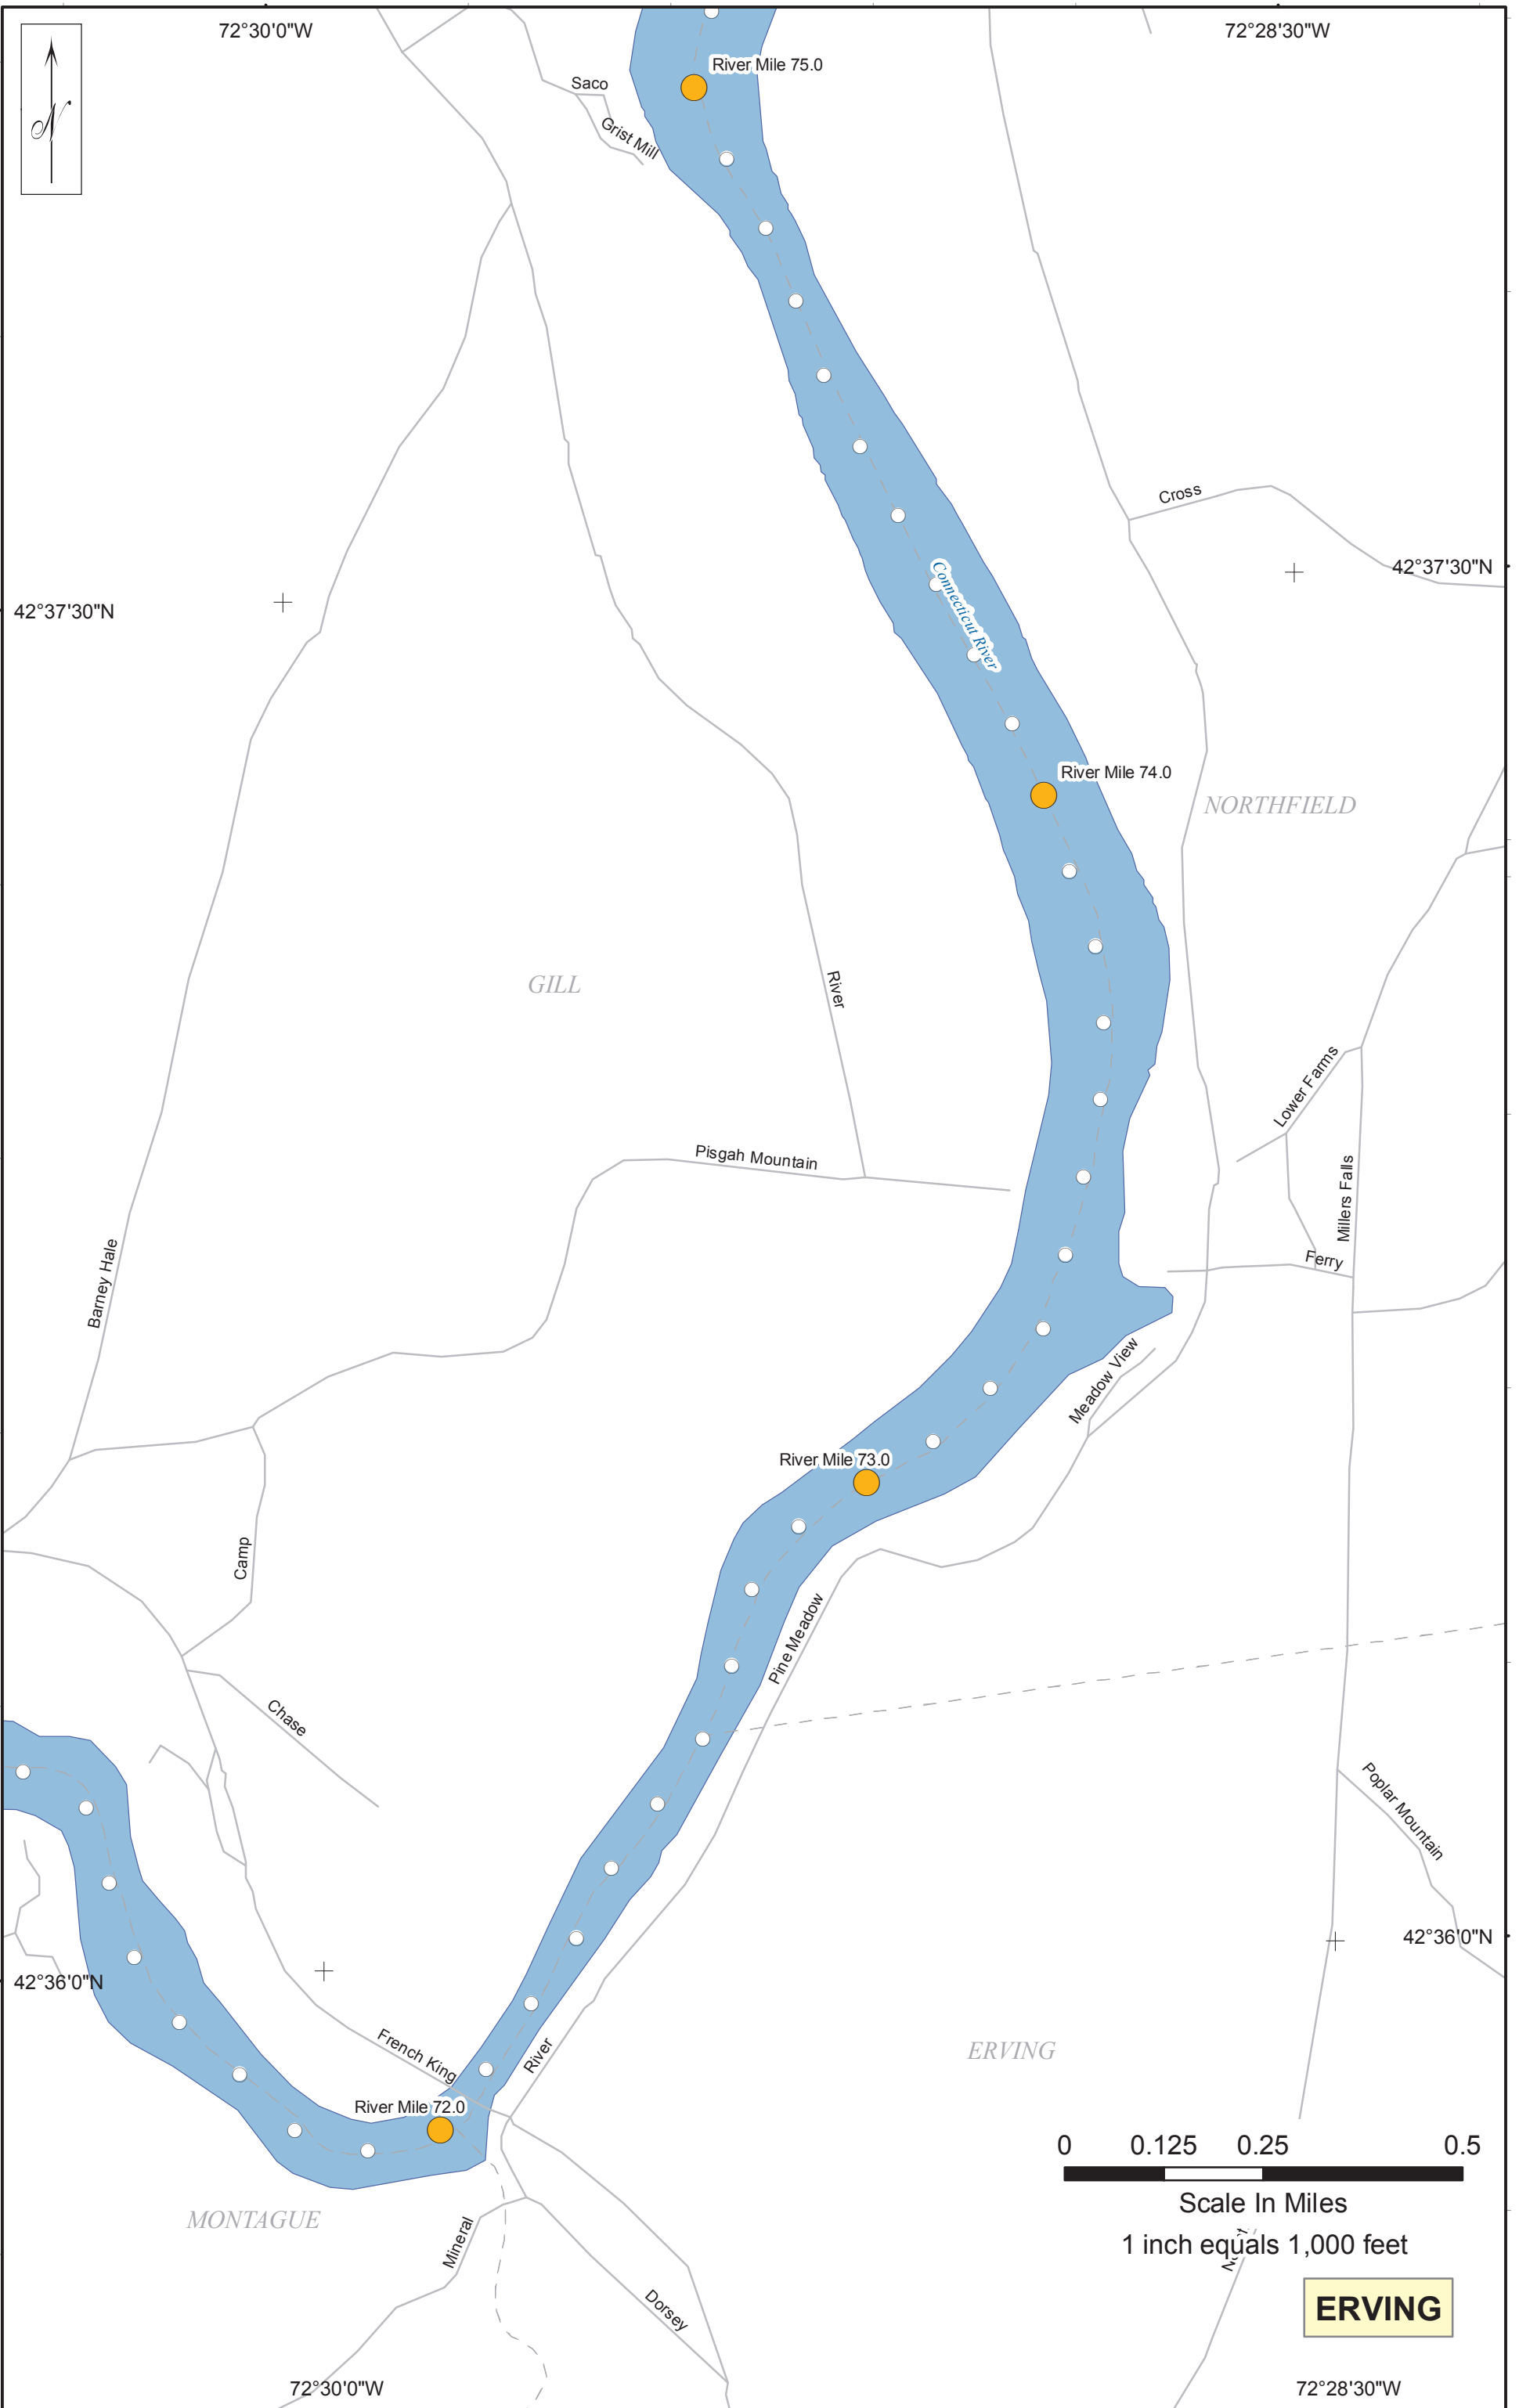 72°30'0"W
72°28'30"W
N
River Mile 75.0
Saco
Grist Mill
Cross
42°37'30"N
42°37'30"N
Connecticut River
River Mile 74.0
NORTHFIELD
GILL
River
Lower Farms
Pisgah Mountain
Millers Falls
Barney Hale
Ferry
Meadow View
River Mile 73.0
Camp
Pine Meadow
Chase
Poplar Mountain
42°36'0"N
42°36'0"N
French King
River
ERVING
River Mile 72.0
0 0.125 0.25 0.5
Scale In Miles
MONTAGUE
1 inch equals 1,000 feet
Mineral
Dorsey
ERVING
72°30'0"W
72°28'30"W